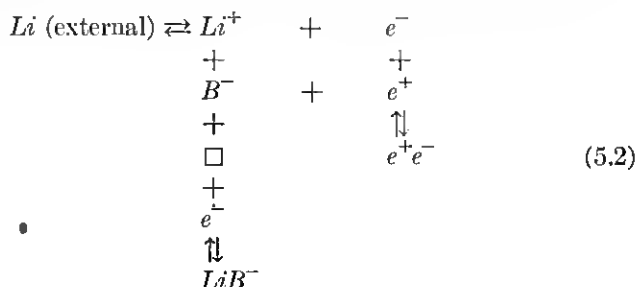 Li (external) ⇄ Li⁺ + e⁻
+ +
B⁻ + e⁺
+ ⇅
□ e⁺e⁻ (5.2)
+
e⁻
⇅
LiB⁻